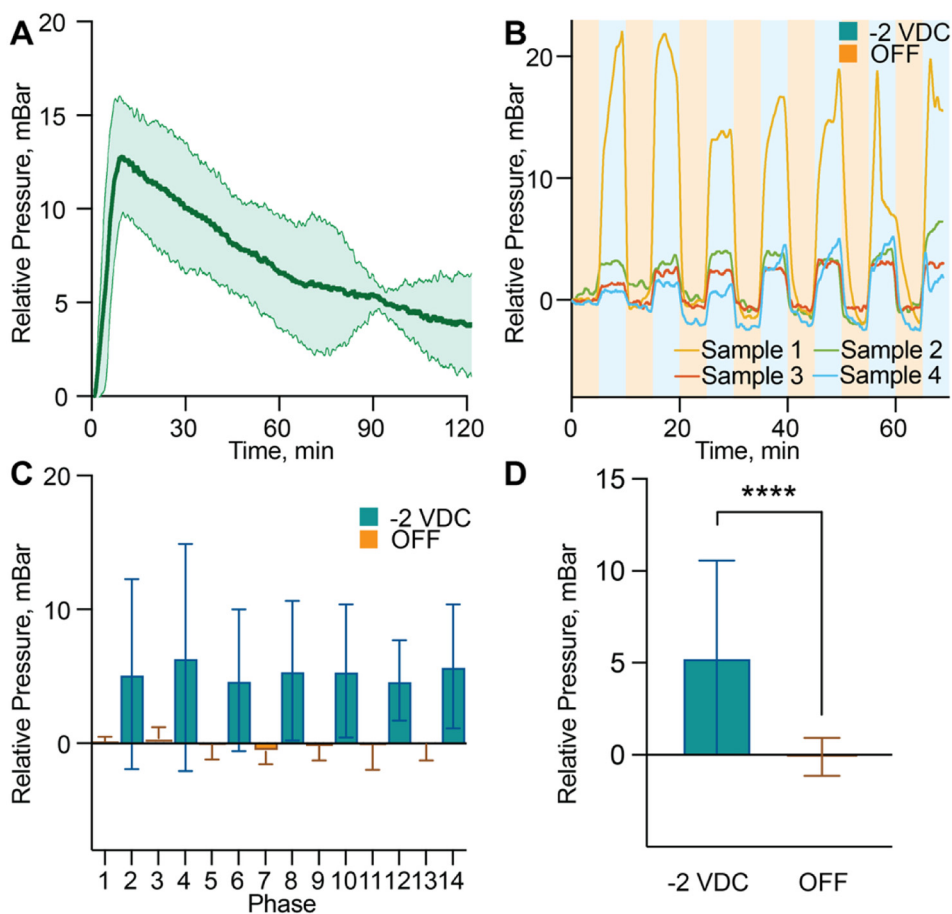 A
Relative Pressure, mBar
20
15
10
5
0
0 30 60 90 120
Time, min
B
Relative Pressure, mBar
-2 VDC
OFF
20
10
0
Sample 1 Sample 2
Sample 3 Sample 4
0 20 40 60
Time, min
C
Relative Pressure, mBar
20
10
0
-2 VDC
OFF
1 2 3 4 5 6 7 8 9 10 11 12 13 14
Phase
D
Relative Pressure, mBar
15
10
5
0
****
-2 VDC OFF